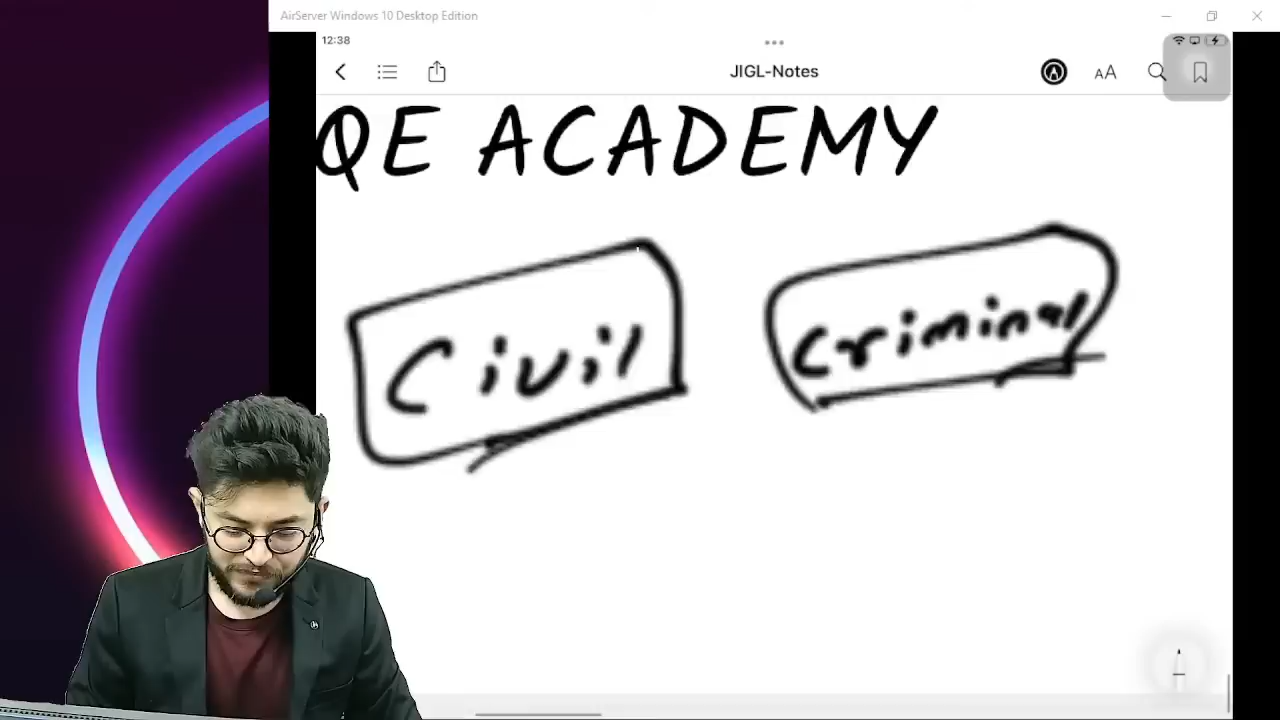 AirServer Windows 10 Desktop Edition
12:38
JIGL-Notes
AA
QE ACADEMY
Civil
Criminal